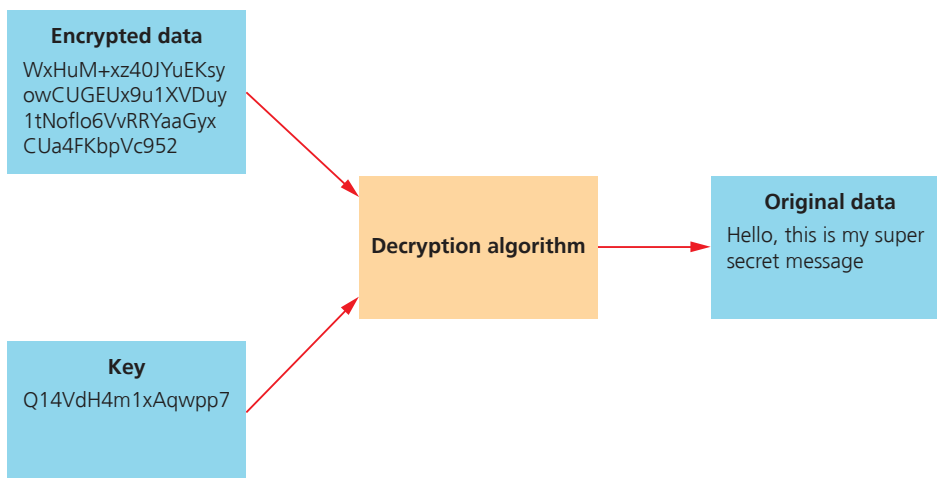 Encrypted data
WxHuM+xz40JYuEKsy
owCUGEUx9u1XVDuy
1tNoflo6VvRRYaaGyx
CUa4FKbpVc952
Key
Q14VdH4m1xAqwpp7
Decryption algorithm
Original data
Hello, this is my super
secret message